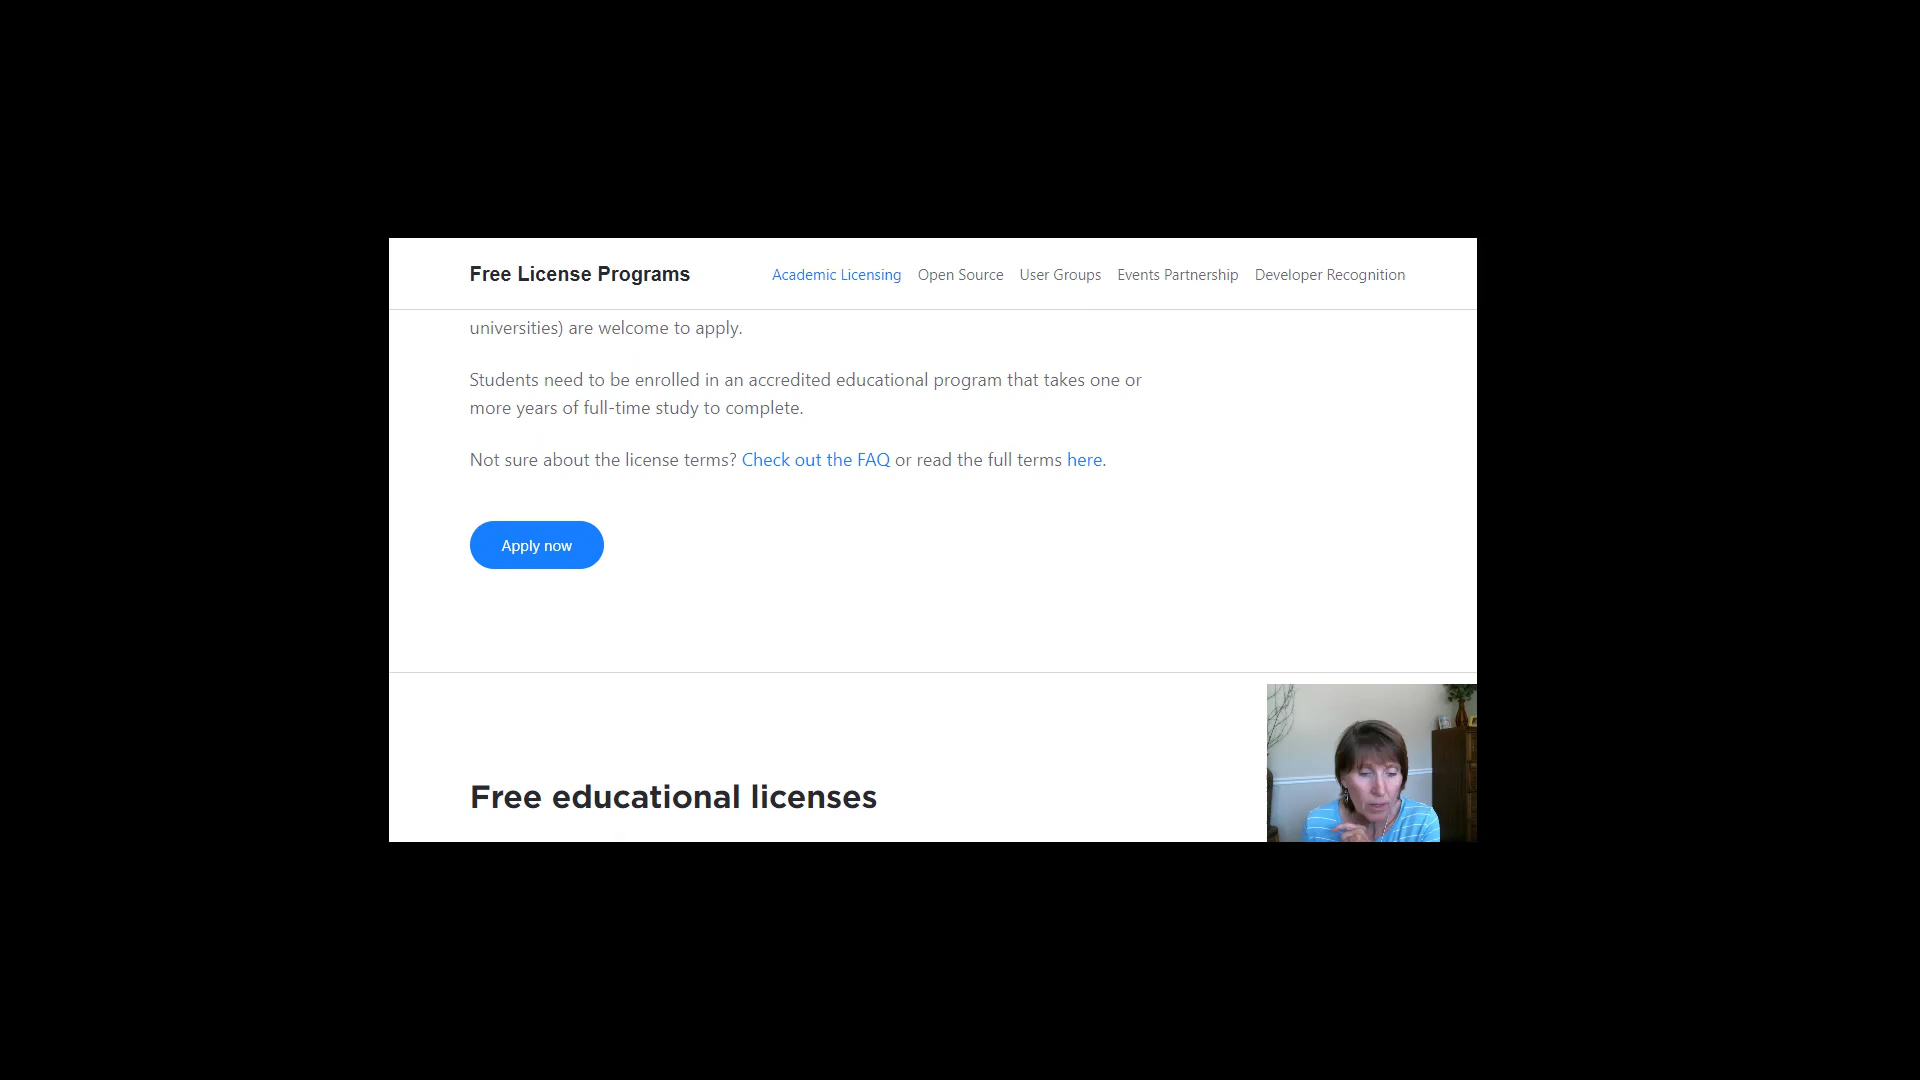 Free License Programs Academic Licensing Open Source User Groups Events Partnership Developer Recognition
universities) are welcome to apply.
Students need to be enrolled in an accredited educational program that takes one or
more years of full-time study to complete.
Not sure about the license terms? Check out the FAQ or read the full terms here.
Apply now
Free educational licenses